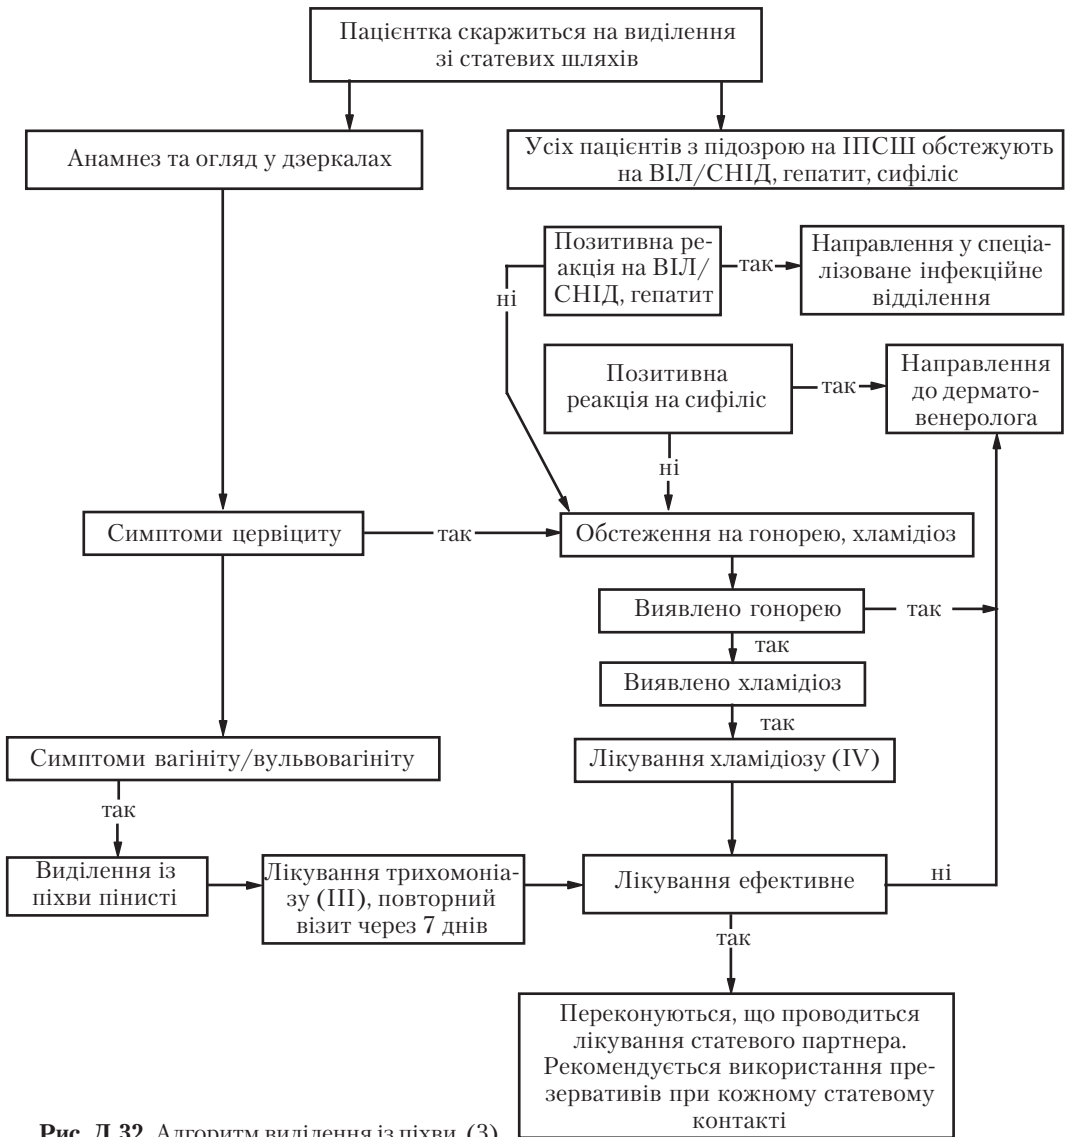 Пацієнтка скаржиться на виділення
зі статевих шляхів
Анамнез та огляд у дзеркалах
Усіх пацієнтів з підозрою на ІПСШ обстежують
на ВІЛ/СНІД, гепатит, сифіліс
Позитивна ре-
акція на ВІЛ/
СНІД, гепатит
так
Направлення у спеціа-
лізоване інфекційне
відділення
ні
Позитивна
реакція на сифіліс
так
Направлення
до дермато-
венеролога
ні
Симптоми цервіциту
так
Обстеження на гонорею, хламідіоз
Виявлено гонорею
так
так
Виявлено хламідіоз
так
Симптоми вагініту/вульвовагініту
Лікування хламідіозу (IV)
так
Виділення із
піхви пінисті
Лікування трихомоніа-
зу (III), повторний
візит через 7 днів
Лікування ефективне
ні
так
Переконуються, що проводиться
лікування статевого партнера.
Рекомендується використання пре-
зервативів при кожному статевому
контакті
Рис. Д.32. Алгоритм виділення із піхви (3)